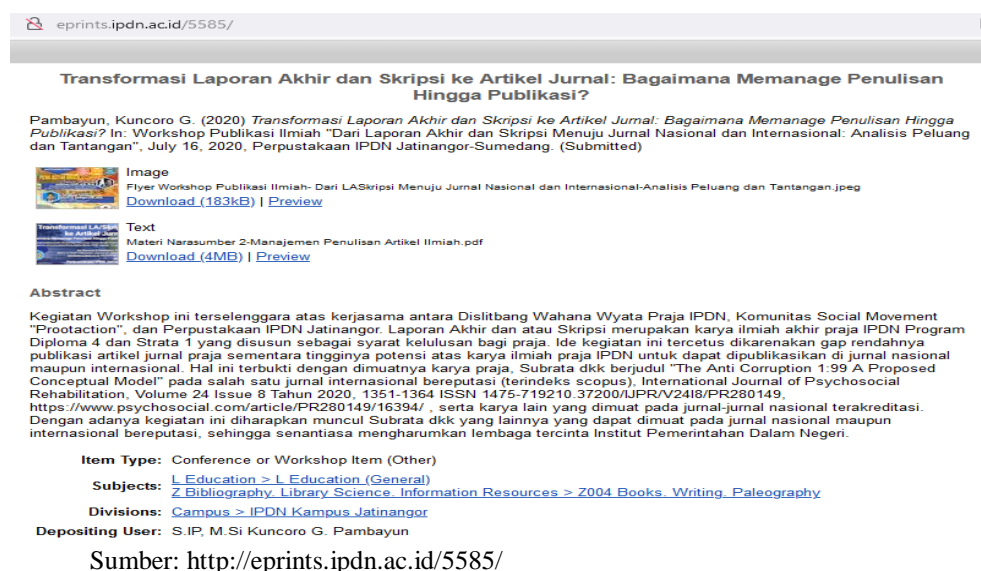 eprints.ipdn.ac.id/5585/
Transformasi Laporan Akhir dan Skripsi ke Artikel Jurnal: Bagaimana Memanage Penulisan
Hingga Publikasi?
Pambayun, Kuncoro G. (2020) Transformasi Laporan Akhir dan Skripsi ke Artikel Jurnal: Bagaimana Memanage Penulisan Hingga
Publikasi? In: Workshop Publikasi Ilmiah "Dari Laporan Akhir dan Skripsi Menuju Jurnal Nasional dan Internasional: Analisis Peluang
dan Tantangan", July 16, 2020, Perpustakaan IPDN Jatinangor-Sumedang. (Submitted)
Image
Flyer Workshop Publikasi Ilmiah- Dari LASkripsi Menuju Jurnal Nasional dan Internasional-Analisis Peluang dan Tantangan.jpeg
Download (183kB) | Preview
Transformasi LA/Skri
ke Artikel Jurn
Text
Materi Narasumber 2-Manajemen Penulisan Artikel Ilmiah.pdf
Download (4MB) | Preview
Abstract
Kegiatan Workshop ini terselenggara atas kerjasama antara Dislitbang Wahana Wyata Praja IPDN, Komunitas Social Movement
"Prootaction", dan Perpustakaan IPDN Jatinangor. Laporan Akhir dan atau Skripsi merupakan karya ilmiah akhir praja IPDN Program
Diploma 4 dan Strata 1 yang disusun sebagai syarat kelulusan bagi praja. Ide kegiatan ini tercetus dikarenakan gap rendahnya
publikasi artikel jurnal praja sementara tingginya potensi atas karya ilmiah praja IPDN untuk dapat dipublikasikan di jurnal nasional
maupun internasional. Hal ini terbukti dengan dimuatnya karya praja, Subrata dkk berjudul "The Anti Corruption 1:99 A Proposed
Conceptual Model" pada salah satu jurnal internasional bereputasi (terindeks scopus), International Journal of Psychosocial
Rehabilitation, Volume 24 Issue 8 Tahun 2020, 1351-1364 ISSN 1475-719210.37200/IJPR/V24I8/PR280149,
https://www.psychosocial.com/article/PR280149/16394/ , serta karya lain yang dimuat pada jurnal-jurnal nasional terakreditasi.
Dengan adanya kegiatan ini diharapkan muncul Subrata dkk yang lainnya yang dapat dimuat pada jurnal nasional maupun
internasional bereputasi, sehingga senantiasa mengharumkan lembaga tercinta Institut Pemerintahan Dalam Negeri.
Item Type: Conference or Workshop Item (Other)
Subjects: L Education > L Education (General)
Z Bibliography. Library Science. Information Resources > Z004 Books. Writing. Paleography
Divisions: Campus > IPDN Kampus Jatinangor
Depositing User: S.IP, M.Si Kuncoro G. Pambayun
Sumber: http://eprints.ipdn.ac.id/5585/